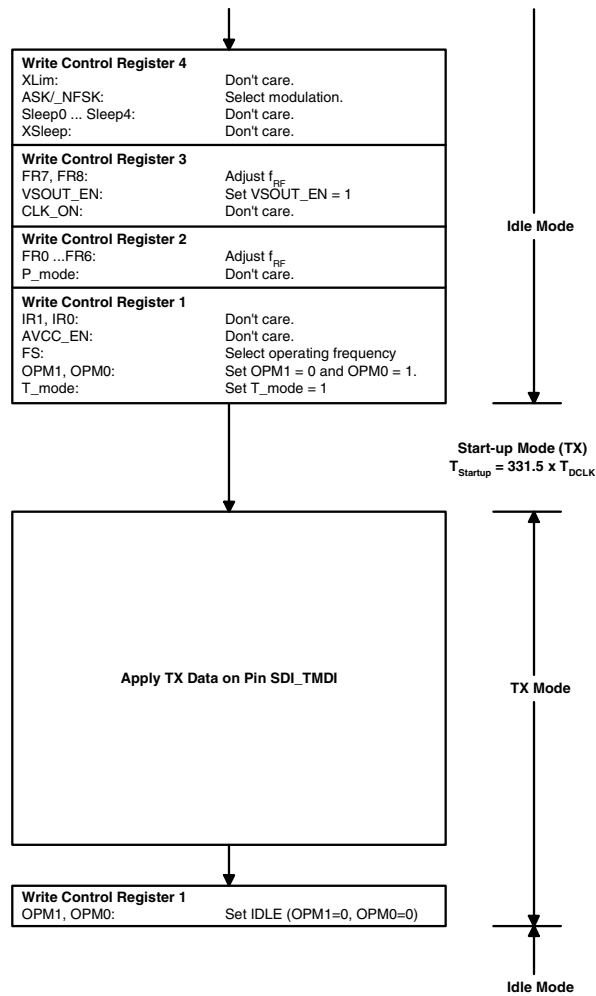 Write Control Register 4
XLim: Don't care.
ASK/_NFSK: Select modulation.
Sleep0 ... Sleep4: Don't care.
XSleep: Don't care.
Write Control Register 3
FR7, FR8: Adjust fRF
VSOUT_EN: Set VSOUT_EN = 1
CLK_ON: Don't care.
Write Control Register 2
FR0 ...FR6: Adjust fRF
P_mode: Don't care.
Write Control Register 1
IR1, IR0: Don't care.
AVCC_EN: Don't care.
FS: Select operating frequency
OPM1, OPM0: Set OPM1 = 0 and OPM0 = 1.
T_mode: Set T_mode = 1
Idle Mode
Start-up Mode (TX)
TStartup = 331.5 x TDCLK
Apply TX Data on Pin SDI_TMDI
TX Mode
Write Control Register 1
OPM1, OPM0: Set IDLE (OPM1=0, OPM0=0)
Idle Mode